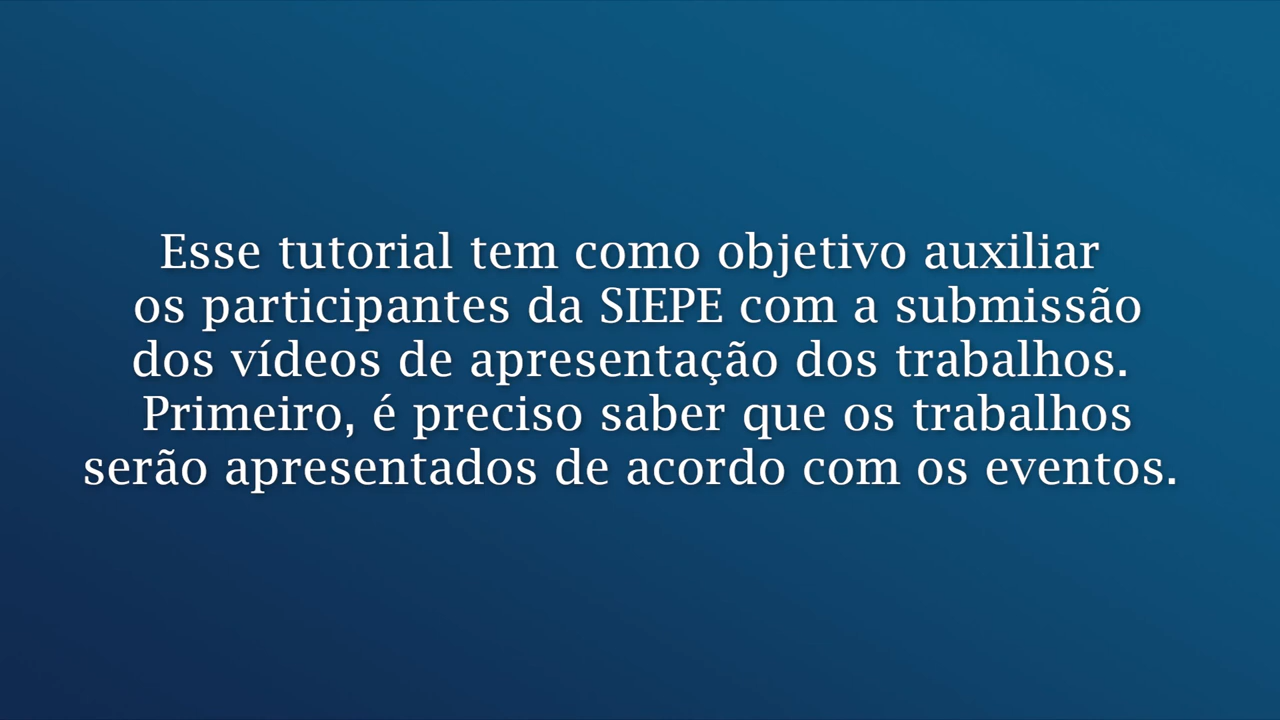 Esse tutorial tem como objetivo auxiliar
os participantes da SIEPE com a submissão
dos vídeos de apresentação dos trabalhos.
Primeiro, é preciso saber que os trabalhos
serão apresentados de acordo com os eventos.